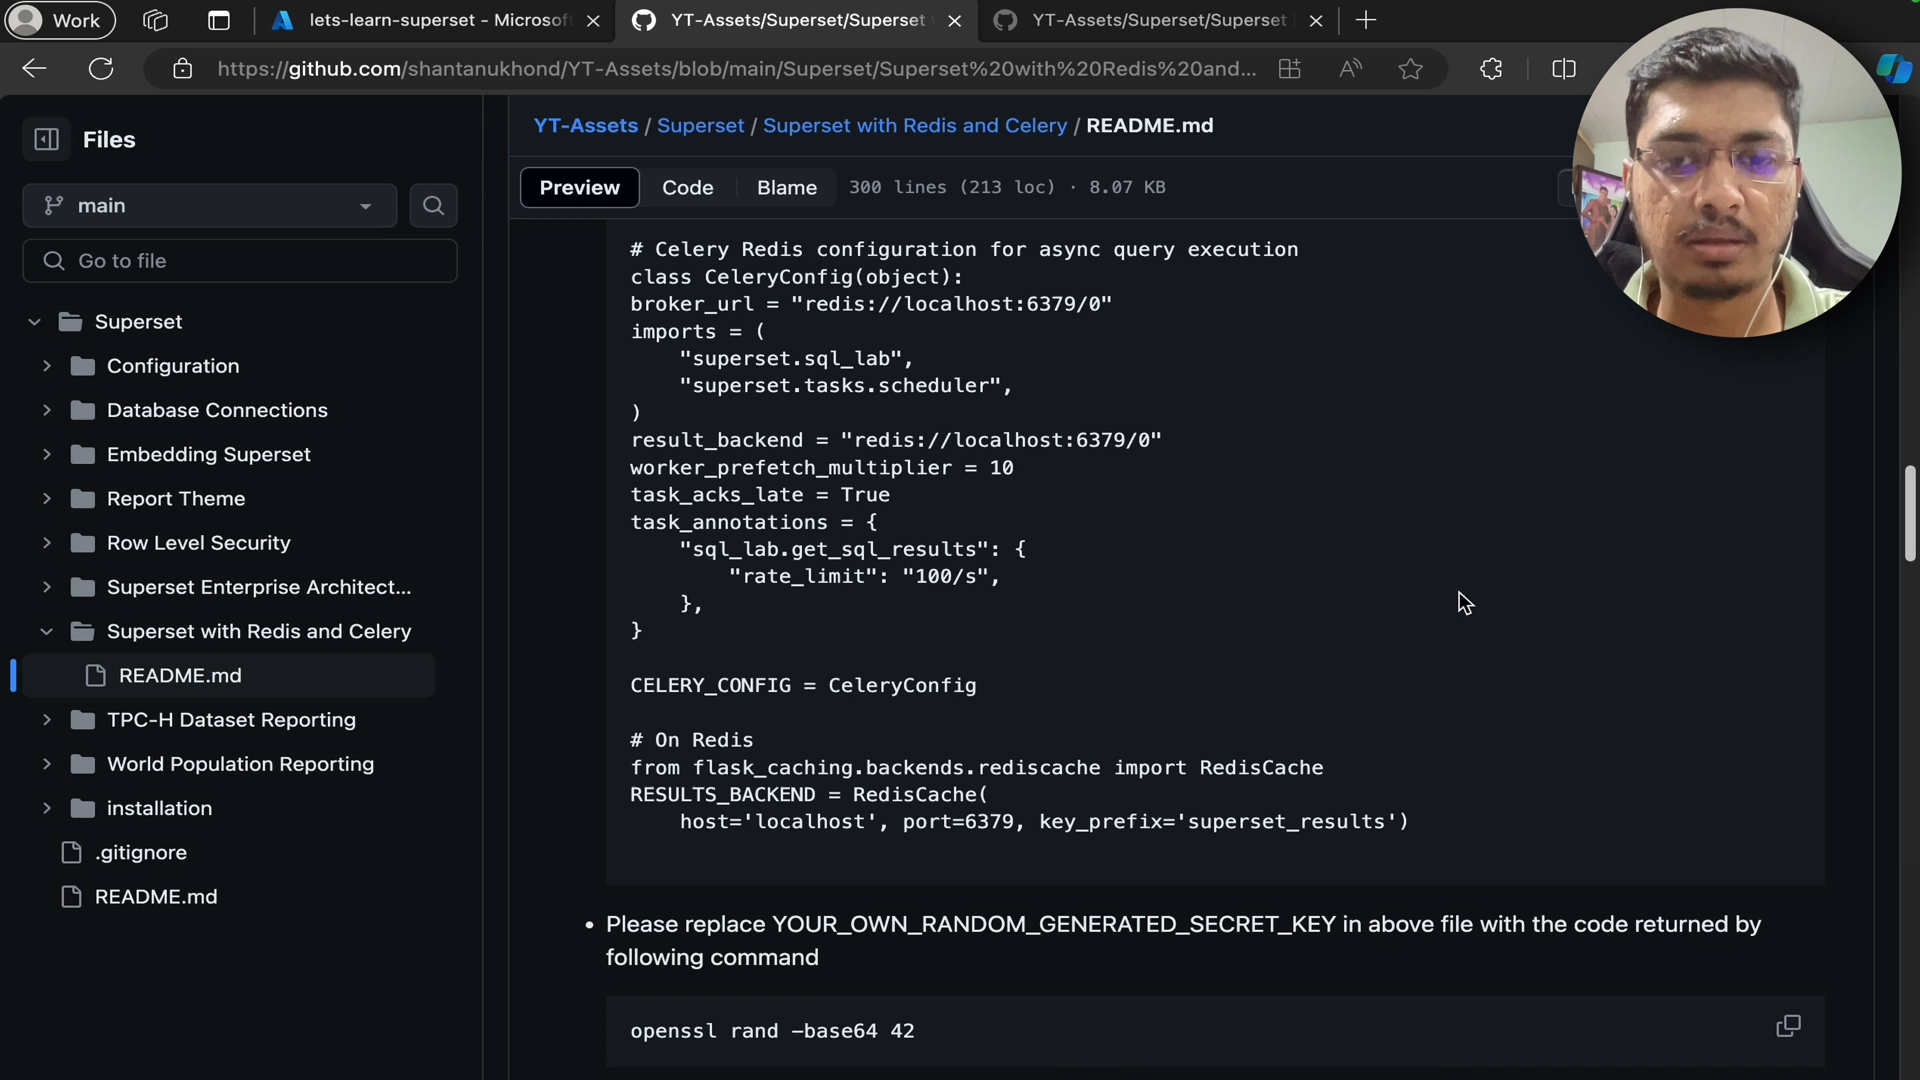 Work
lets-learn-superset - Microsof
YT-Assets/Superset/Superset
YT-Assets/Superset/Superset
https://github.com/shantanukhond/YT-Assets/blob/main/Superset/Superset%20with%20Redis%20and...
Files
main
Go to file
Superset
Configuration
Database Connections
Embedding Superset
Report Theme
Row Level Security
Superset Enterprise Architect...
Superset with Redis and Celery
README.md
TPC-H Dataset Reporting
World Population Reporting
installation
.gitignore
README.md
YT-Assets / Superset / Superset with Redis and Celery / README.md
Preview Code Blame 300 lines (213 loc) · 8.07 KB
# Celery Redis configuration for async query execution
class CeleryConfig(object):
broker_url = "redis://localhost:6379/0"
imports = (
"superset.sql_lab",
"superset.tasks.scheduler",
)
result_backend = "redis://localhost:6379/0"
worker_prefetch_multiplier = 10
task_acks_late = True
task_annotations = {
"sql_lab.get_sql_results": {
"rate_limit": "100/s",
},
}
CELERY_CONFIG = CeleryConfig
# On Redis
from flask_caching.backends.rediscache import RedisCache
RESULTS_BACKEND = RedisCache(
host='localhost', port=6379, key_prefix='superset_results')
• Please replace YOUR_OWN_RANDOM_GENERATED_SECRET_KEY in above file with the code returned by
following command
openssl rand -base64 42